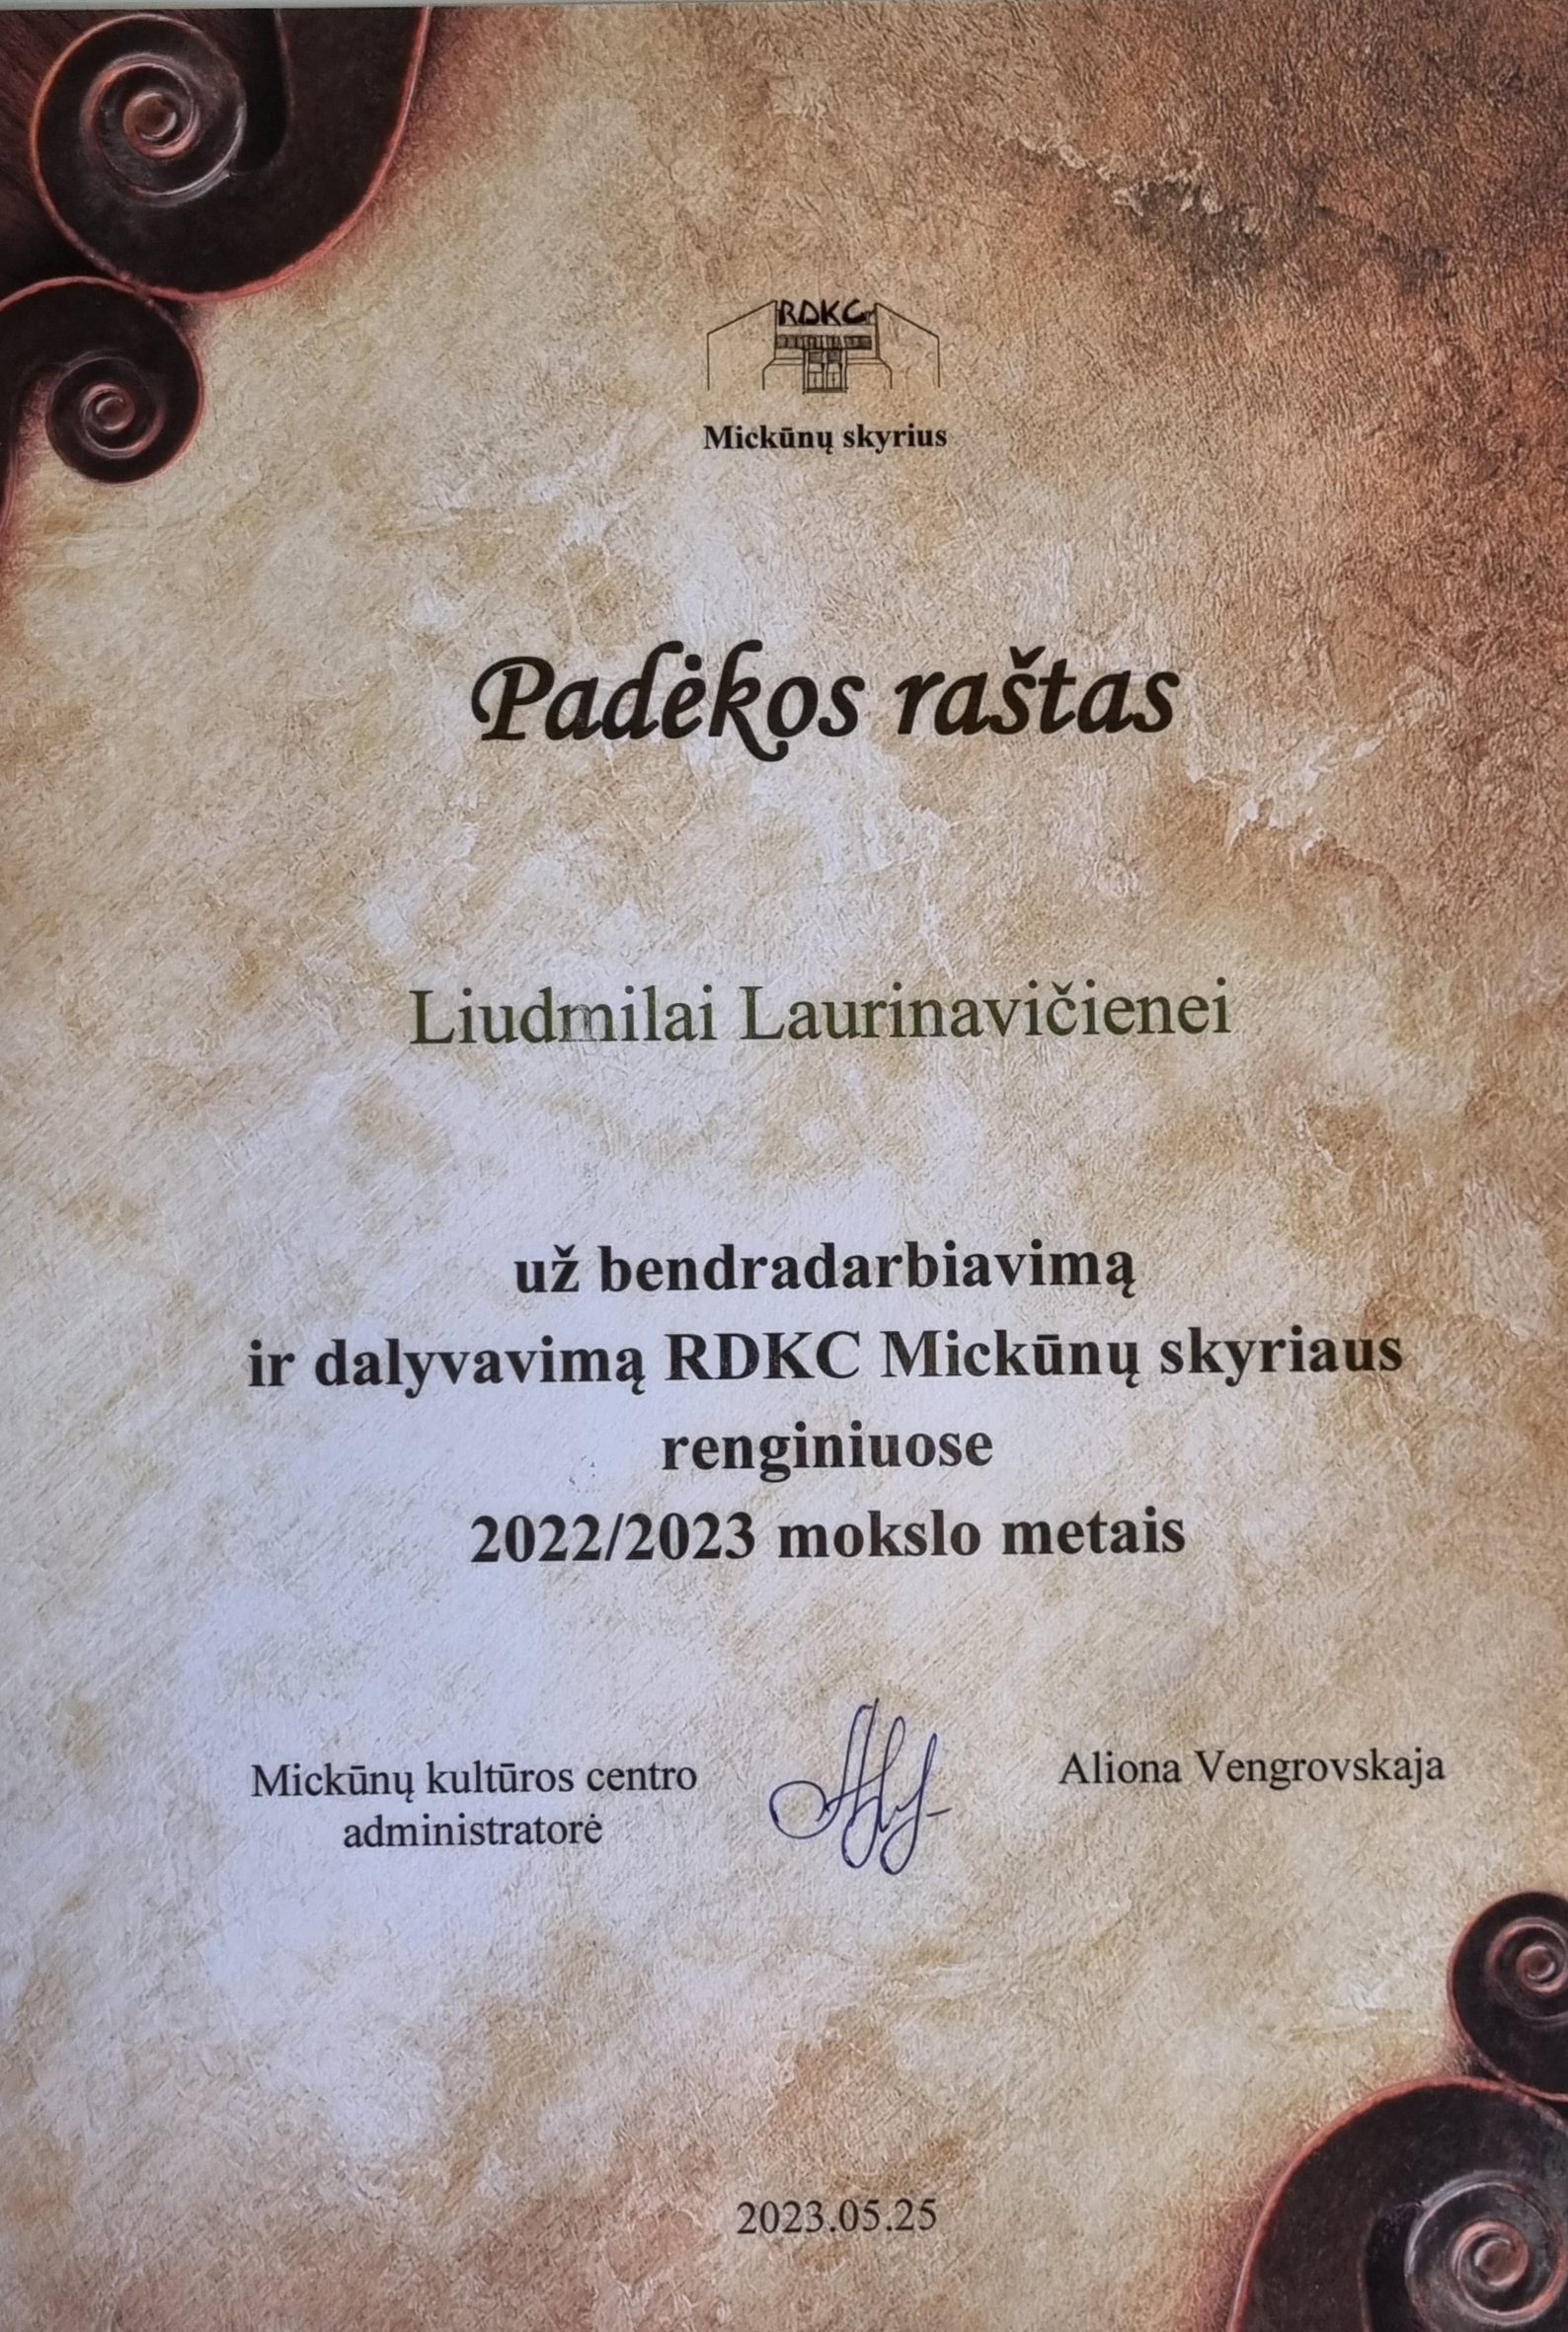 RDKC
Mickūnų skyrius
Padėkos raštas
Liudmilai Laurinavičienei
už bendradarbiavimą
ir dalyvavimą RDKC Mickūnų skyriaus
renginiuose
2022/2023 mokslo metais
Mickūnų kultūros centro
administratorė
Aliona Vengrovskaja
2023.05.25